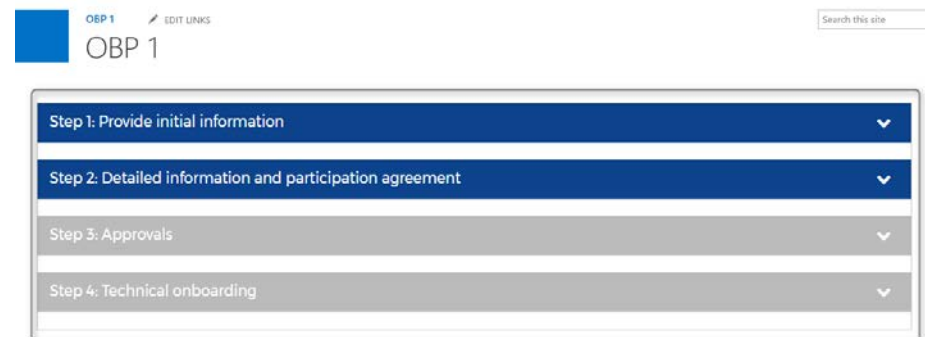 OBP 1 EDIT LINKS
Search this site
OBP 1
Step 1: Provide initial information
Step 2: Detailed information and participation agreement
Step 3: Approvals
Step 4: Technical onboarding